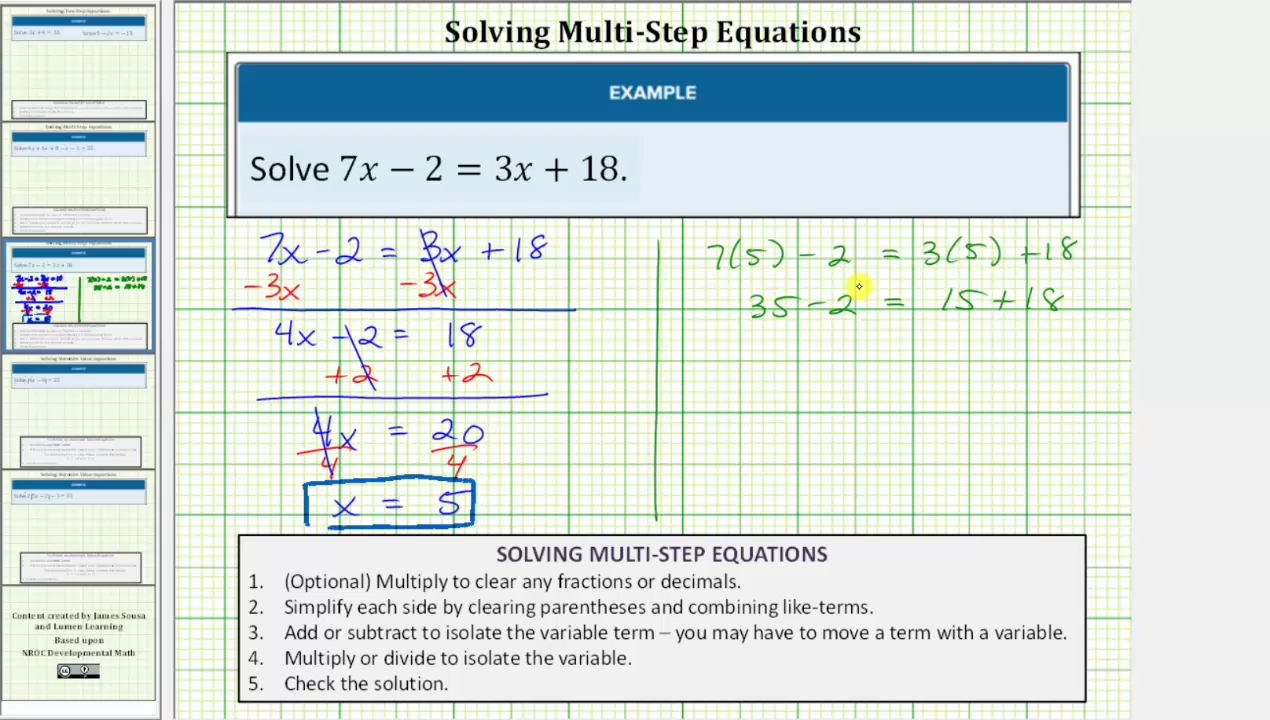 Solving Multi-Step Equations
EXAMPLE
Solve 7x − 2 = 3x + 18.
7x − 2 = 3x + 18
−3x −3x
4x − 2 = 18
+2 +2
4x = 20
4 4
x = 5
7(5) − 2 = 3(5) + 18
35 − 2 = 15 + 18
SOLVING MULTI-STEP EQUATIONS
1. (Optional) Multiply to clear any fractions or decimals.
2. Simplify each side by clearing parentheses and combining like-terms.
3. Add or subtract to isolate the variable term – you may have to move a term with a variable.
4. Multiply or divide to isolate the variable.
5. Check the solution.
Content created by James Sousa
and Lumen Learning
Based upon
NROC Developmental Math